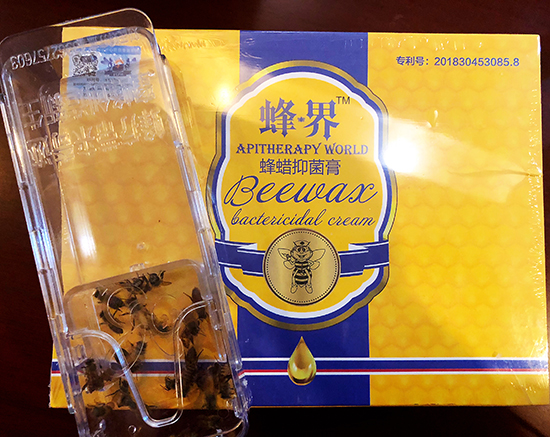 专利号：201830453085.8
蜂·界™
APITHERAPY WORLD
蜂蜡抑菌膏
Beewax
bactericidal cream